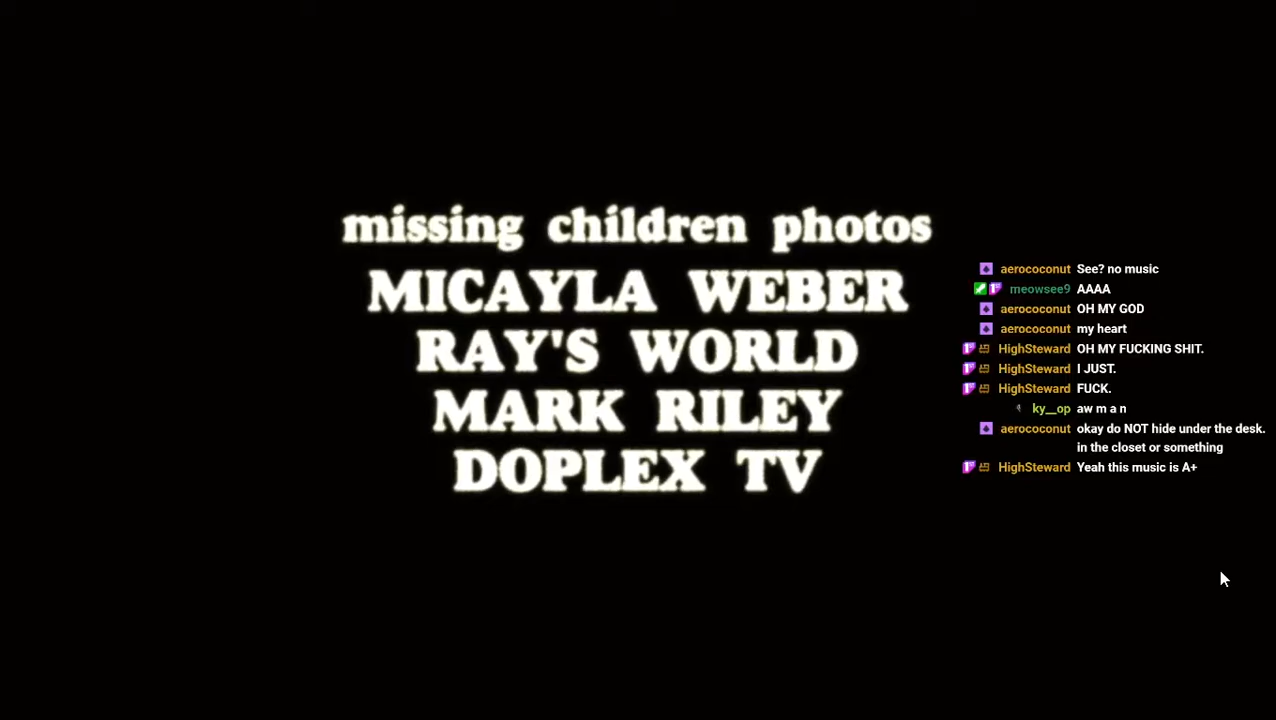 missing children photos
MICAYLA WEBER
RAY'S WORLD
MARK RILEY
DOPLEX TV
aerococonut See? no music
meowsee9 AAAA
aerococonut OH MY GOD
aerococonut my heart
HighSteward OH MY FUCKING SHIT.
HighSteward I JUST.
HighSteward FUCK.
ky__op aw m a n
aerococonut okay do NOT hide under the desk.
in the closet or something
HighSteward Yeah this music is A+